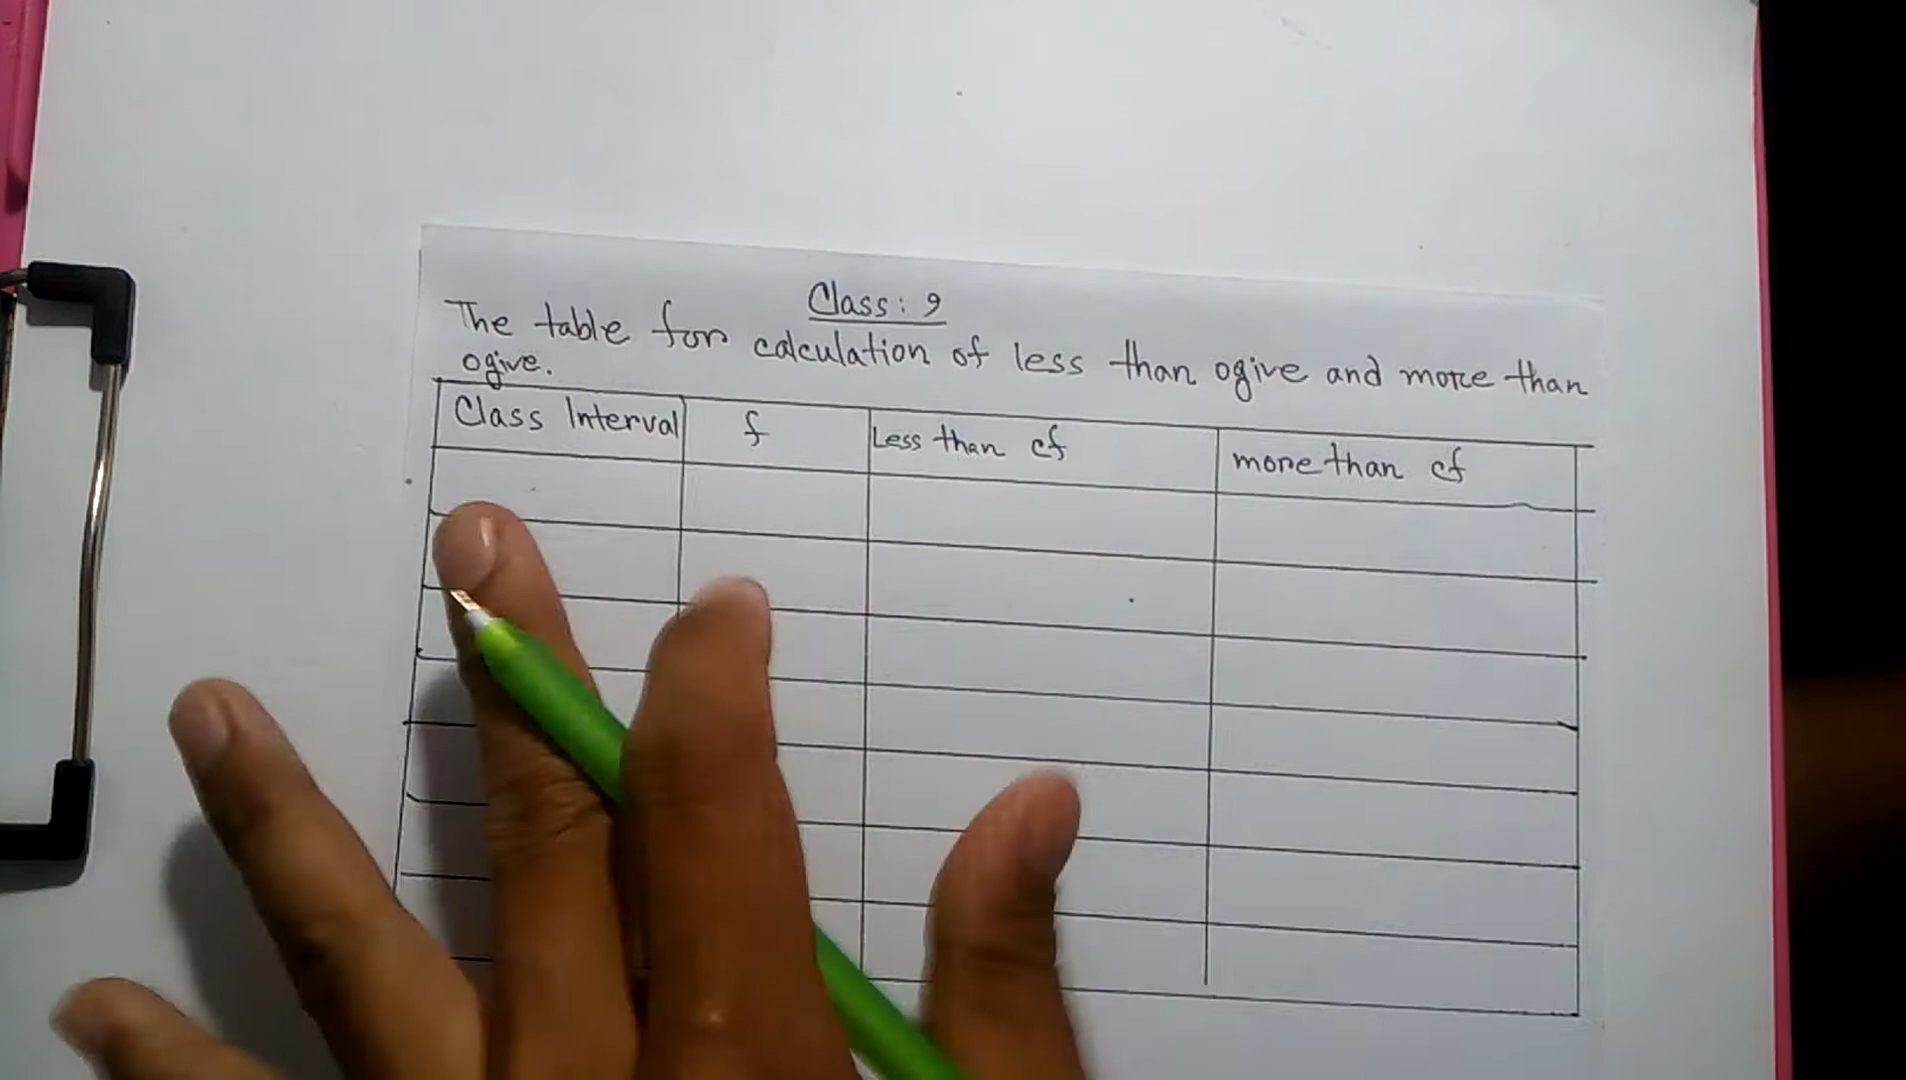 Class: 9
The table for calculation of less than ogive and more than
ogive.
Class Interval f Less than cf more than cf